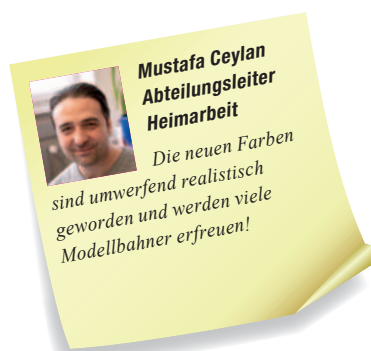 Mustafa Ceylan
Abteilungsleiter
Heimarbeit
Die neuen Farben
sind umwerfend realistisch
geworden und werden viele
Modellbahner erfreuen!